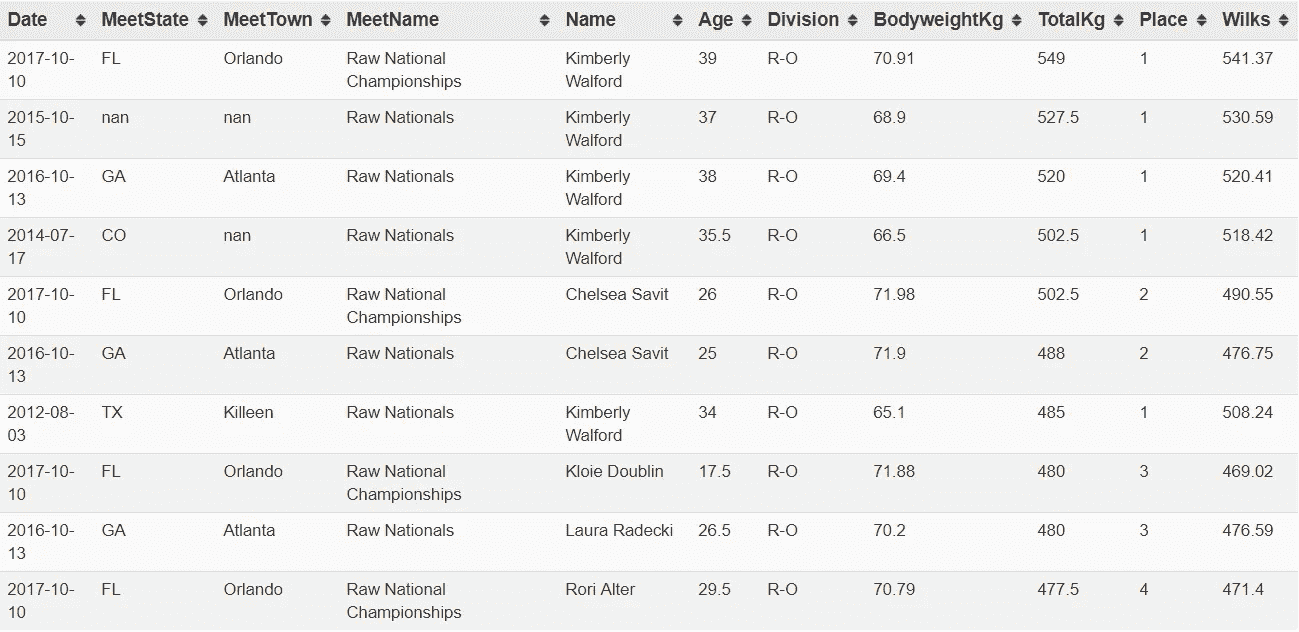 Date MeetState MeetTown MeetName Name Age Division BodyweightKg TotalKg Place Wilks
2017-10- FL Orlando Raw National Kimberly 39 R-O 70.91 549 1 541.37
10 Championships Walford
2015-10- nan nan Raw Nationals Kimberly 37 R-O 68.9 527.5 1 530.59
15 Walford
2016-10- GA Atlanta Raw Nationals Kimberly 38 R-O 69.4 520 1 520.41
13 Walford
2014-07- CO nan Raw Nationals Kimberly 35.5 R-O 66.5 502.5 1 518.42
17 Walford
2017-10- FL Orlando Raw National Chelsea Savit 26 R-O 71.98 502.5 2 490.55
10 Championships
2016-10- GA Atlanta Raw Nationals Chelsea Savit 25 R-O 71.9 488 2 476.75
13
2012-08- TX Killeen Raw Nationals Kimberly 34 R-O 65.1 485 1 508.24
03 Walford
2017-10- FL Orlando Raw National Kloie Doublin 17.5 R-O 71.88 480 3 469.02
10 Championships
2016-10- GA Atlanta Raw Nationals Laura Radecki 26.5 R-O 70.2 480 3 476.59
13
2017-10- FL Orlando Raw National Rori Alter 29.5 R-O 70.79 477.5 4 471.4
10 Championships